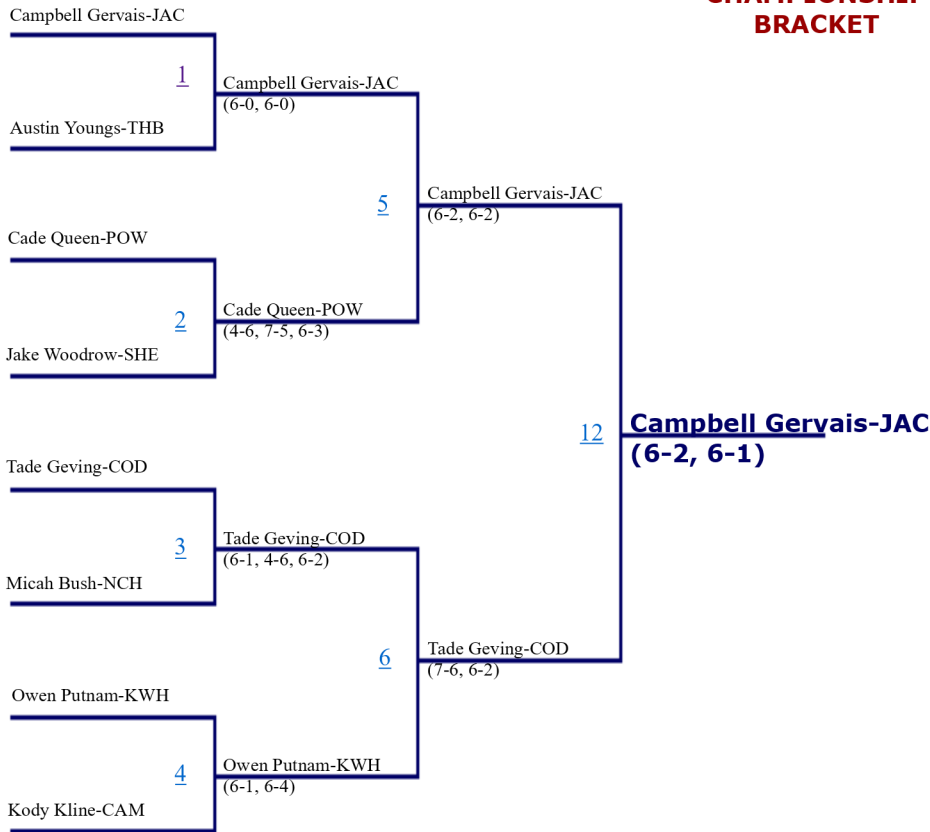 CHAMPIONSHIP
BRACKET
Campbell Gervais-JAC
1
Campbell Gervais-JAC
(6-0, 6-0)
Austin Youngs-THB
5
Campbell Gervais-JAC
(6-2, 6-2)
Cade Queen-POW
2
Cade Queen-POW
(4-6, 7-5, 6-3)
Jake Woodrow-SHE
12
Campbell Gervais-JAC
(6-2, 6-1)
Tade Geving-COD
3
Tade Geving-COD
(6-1, 4-6, 6-2)
Micah Bush-NCH
6
Tade Geving-COD
(7-6, 6-2)
Owen Putnam-KWH
4
Owen Putnam-KWH
(6-1, 6-4)
Kody Kline-CAM